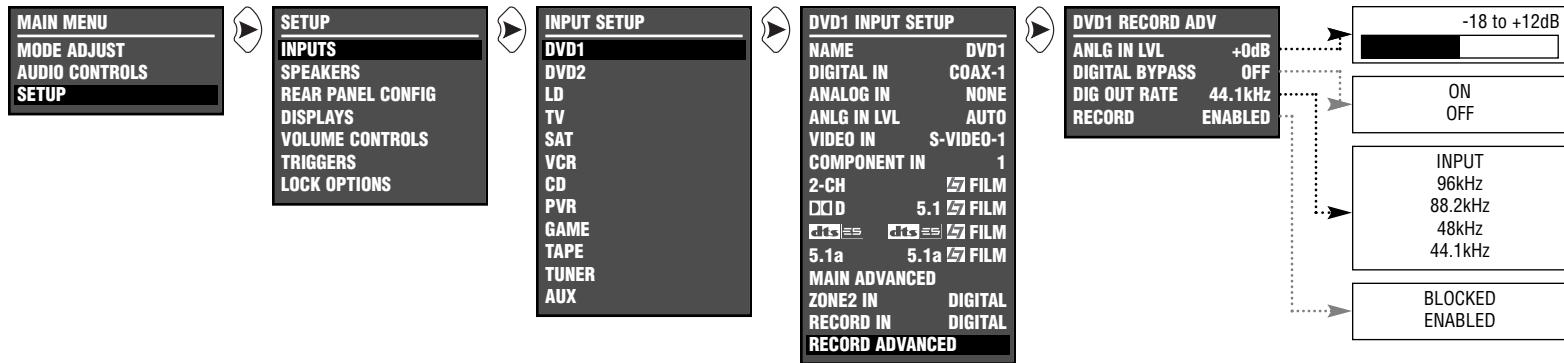 MAIN MENU
MODE ADJUST
AUDIO CONTROLS
SETUP
SETUP
INPUTS
SPEAKERS
REAR PANEL CONFIG
DISPLAYS
VOLUME CONTROLS
TRIGGERS
LOCK OPTIONS
INPUT SETUP
DVD1
DVD2
LD
TV
SAT
VCR
CD
PVR
GAME
TAPE
TUNER
AUX
DVD1 INPUT SETUP
NAME DVD1
DIGITAL IN COAX-1
ANALOG IN NONE
ANLG IN LVL AUTO
VIDEO IN S-VIDEO-1
COMPONENT IN 1
2-CH L7 FILM
D 5.1 L7 FILM
dts ES dts ES L7 FILM
5.1a 5.1a L7 FILM
MAIN ADVANCED
ZONE2 IN DIGITAL
RECORD IN DIGITAL
RECORD ADVANCED
DVD1 RECORD ADV
ANLG IN LVL +0dB
DIGITAL BYPASS OFF
DIG OUT RATE 44.1kHz
RECORD ENABLED
-18 to +12dB
ON
OFF
INPUT
96kHz
88.2kHz
48kHz
44.1kHz
BLOCKED
ENABLED